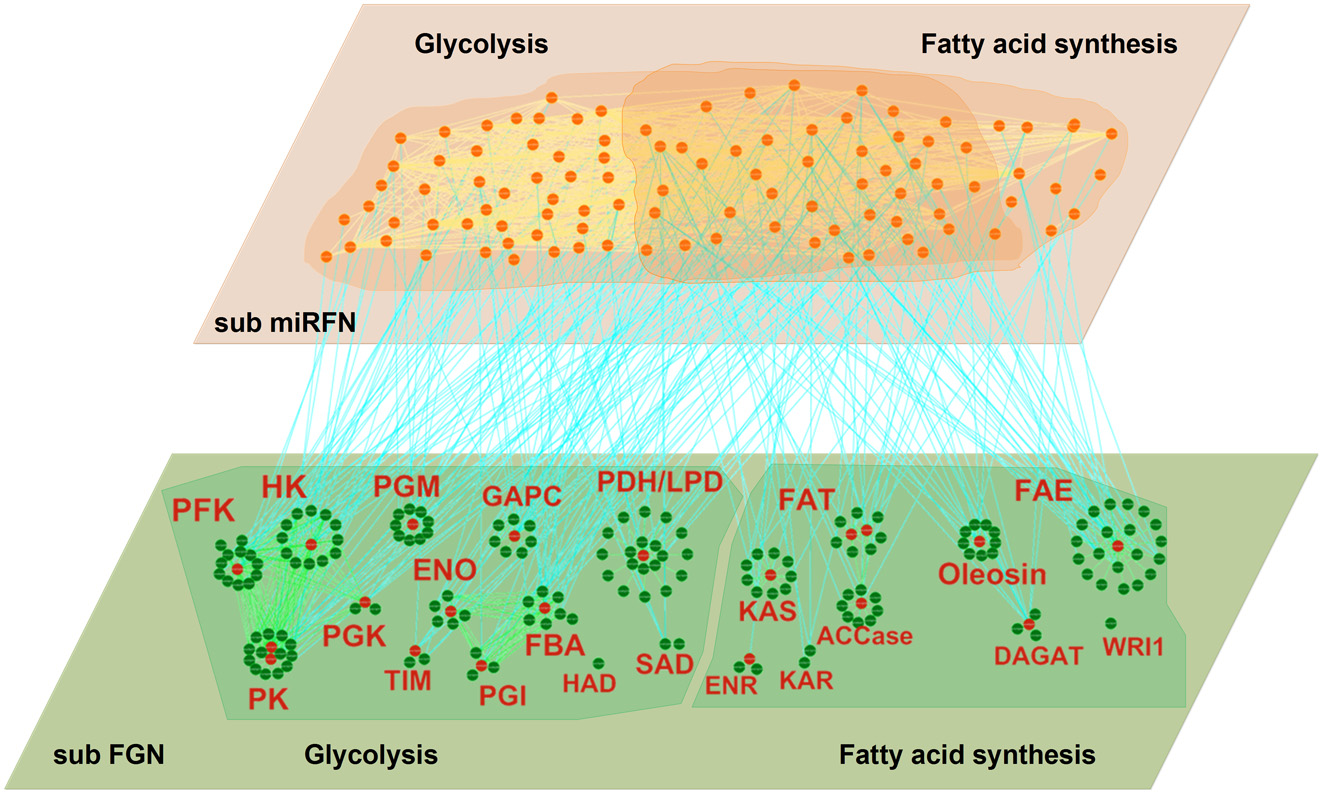 Glycolysis
Fatty acid synthesis
sub miRFN
PFK
HK
PGM
GAPC
PDH/LPD
FAT
FAE
ENO
Oleosin
KAS
PGK
FBA
ACCase
WRI1
TIM
PGI
HAD
SAD
ENR
KAR
DAGAT
PK
sub FGN
Glycolysis
Fatty acid synthesis